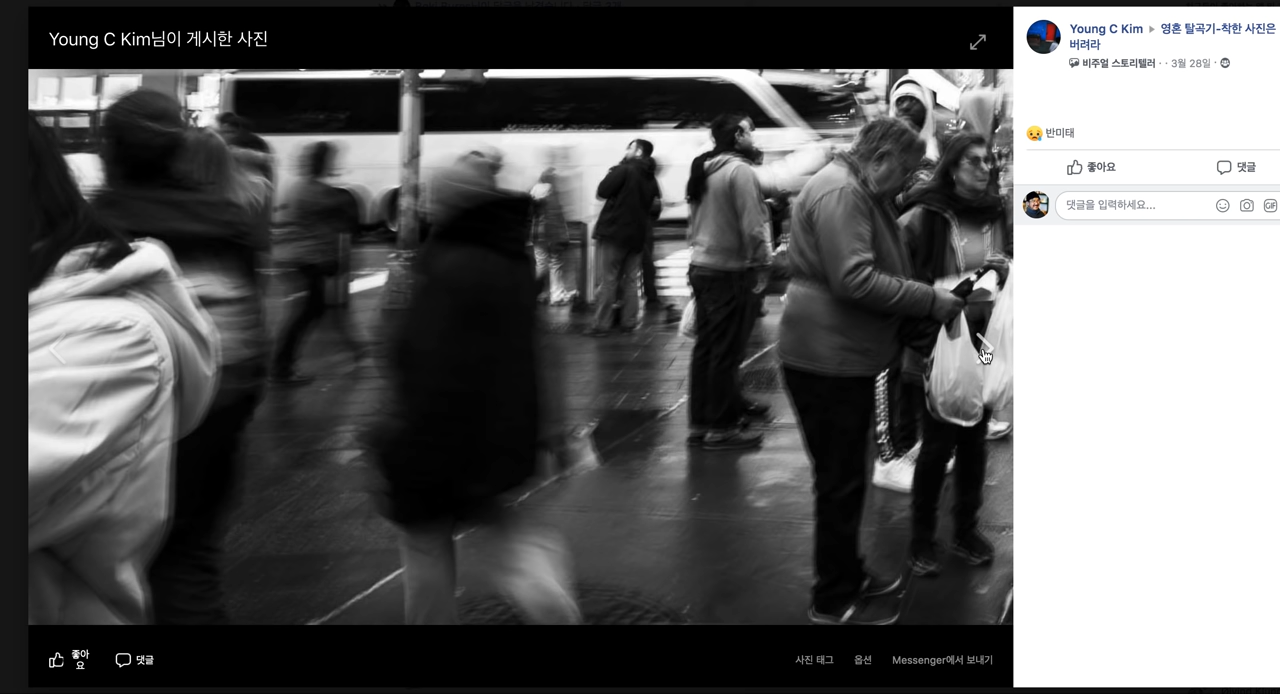 Young C Kim님이 게시한 사진
Young C Kim ▸ 영혼 탈곡기-착한 사진은
버려라
비주얼 스토리텔러 · · 3월 28일 ·
반미태
좋아요
댓글
댓글을 입력하세요...
GIF
좋아
요
댓글
사진 태그
옵션
Messenger에서 보내기